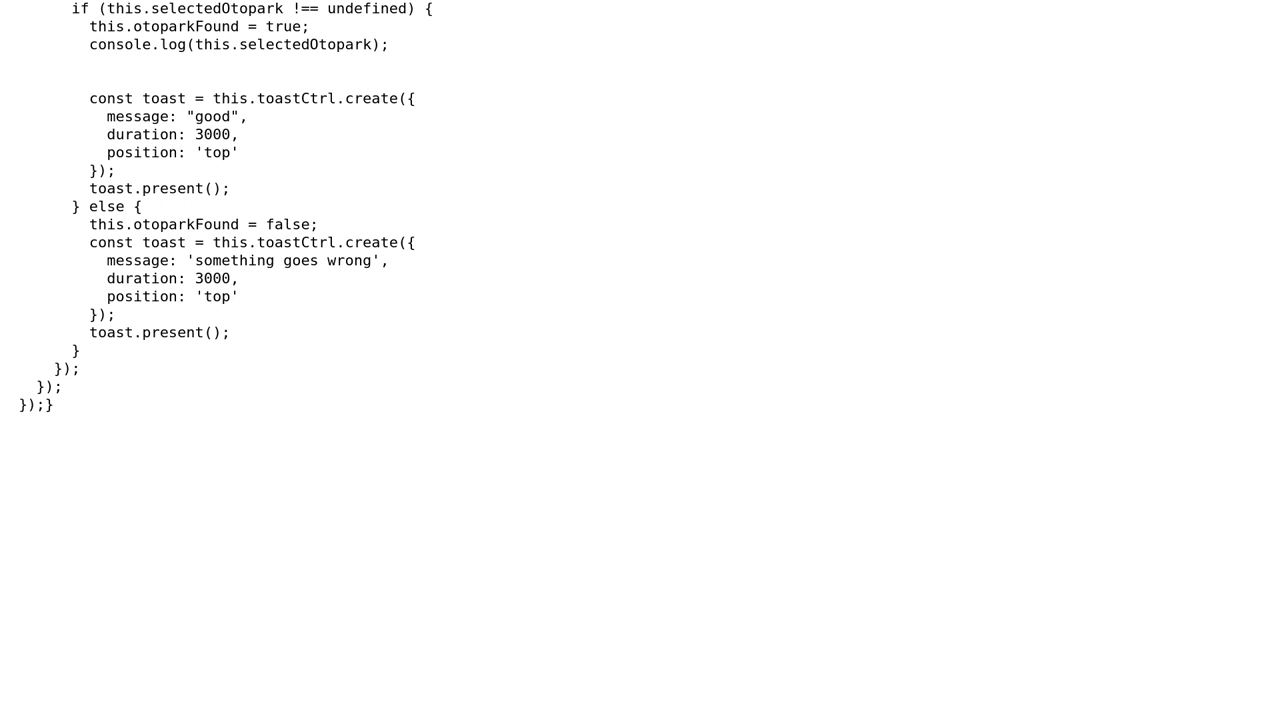 if (this.selectedOtopark !== undefined) {
        this.otoparkFound = true;
        console.log(this.selectedOtopark);


        const toast = this.toastCtrl.create({
          message: "good",
          duration: 3000,
          position: 'top'
        });
        toast.present();
      } else {
        this.otoparkFound = false;
        const toast = this.toastCtrl.create({
          message: 'something goes wrong',
          duration: 3000,
          position: 'top'
        });
        toast.present();
      }
    });
  });
});}